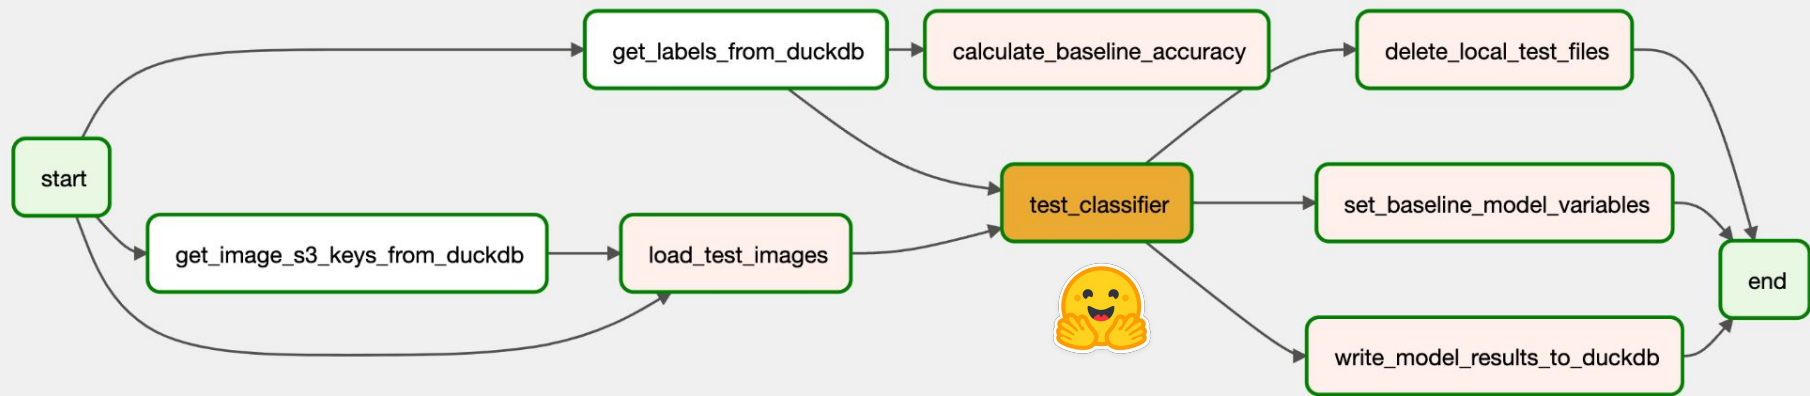 get_labels_from_duckdb
calculate_baseline_accuracy
delete_local_test_files
start
test_classifier
set_baseline_model_variables
get_image_s3_keys_from_duckdb
load_test_images
end
write_model_results_to_duckdb